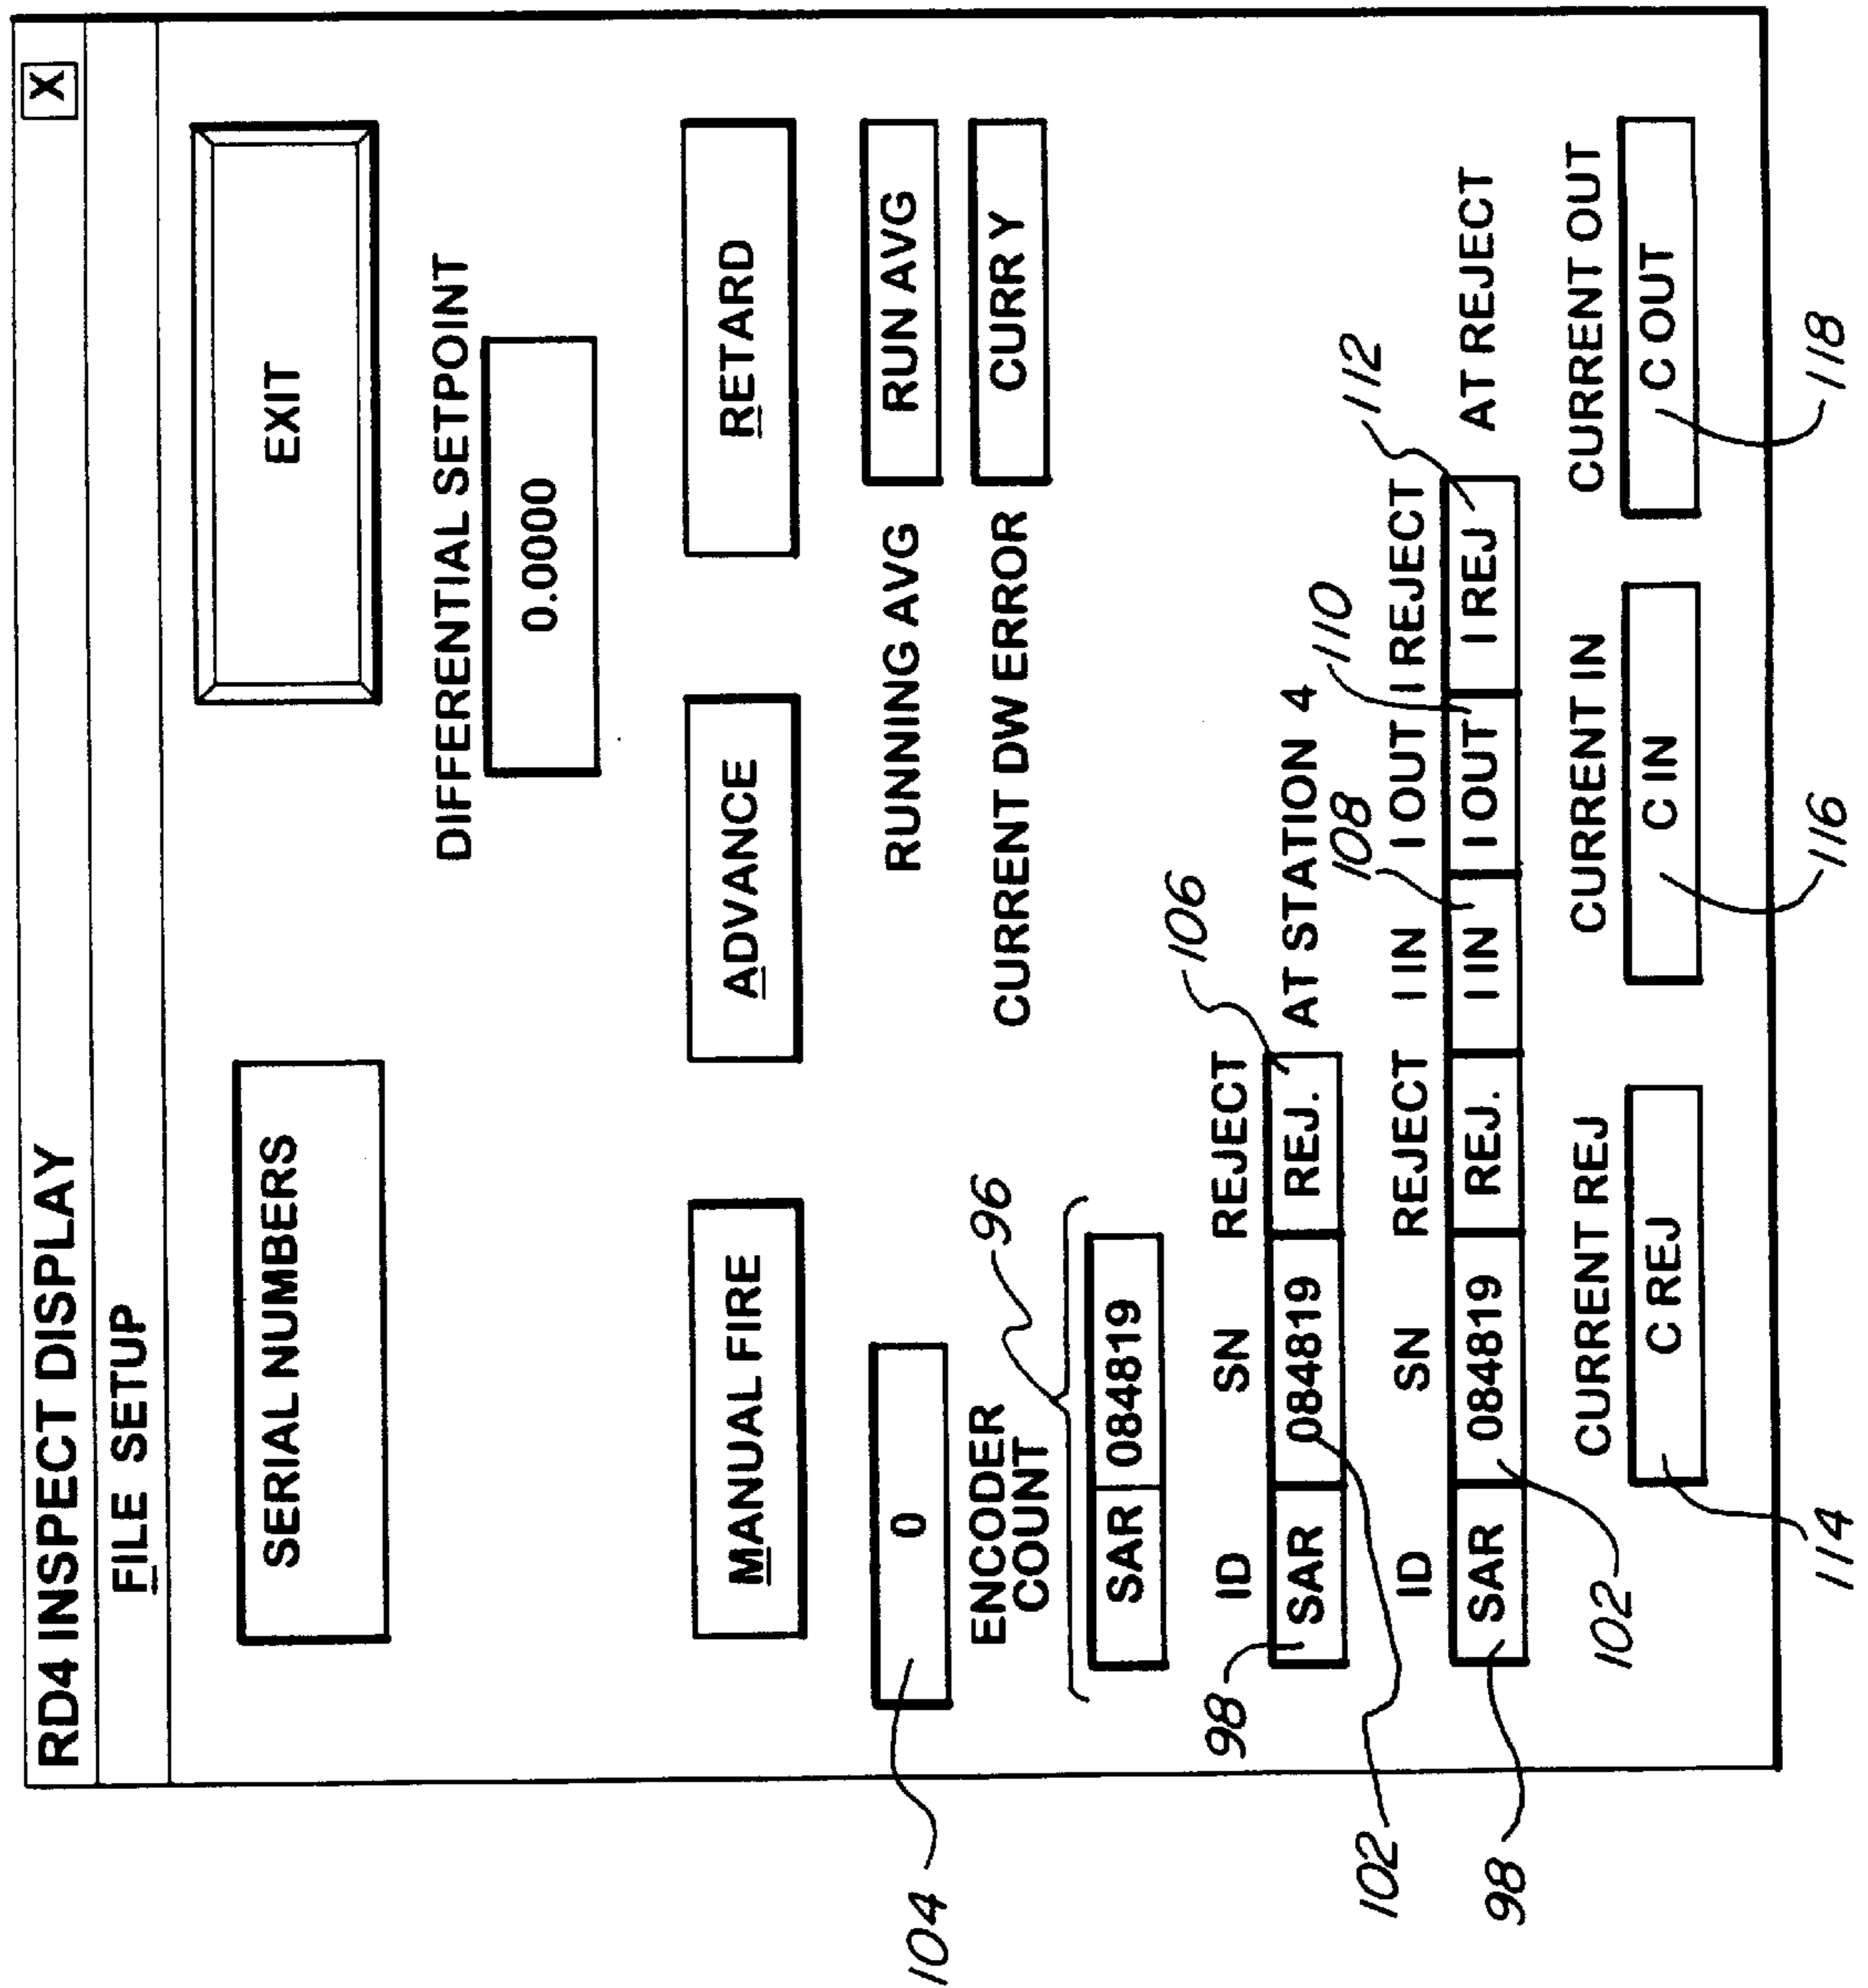 RD4 INSPECT DISPLAY X
FILE SETUP
SERIAL NUMBERS EXIT
DIFFERENTIAL SETPOINT
0.0000
MANUAL FIRE ADVANCE RETARD
104 0 RUNNING AVG RUN AVG
ENCODER
COUNT
96
CURRENT DW ERROR CURR Y
SAR 084819
ID SN REJECT 106
98 SAR 084819 REJ. AT STATION 4
102 108 110 112
ID SN REJECT I IN I OUT I REJECT
98 SAR 084819 REJ. I IN I OUT I REJ AT REJECT
102
CURRENT REJ CURRENT IN CURRENT OUT
C REJ C IN C OUT
114 116 118